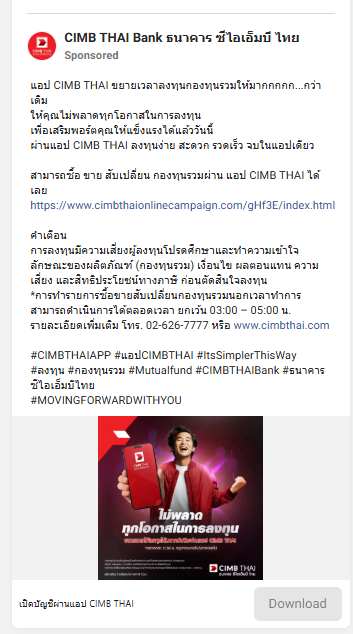 CIMB THAI Bank ธนาคาร ซีไอเอ็มบี ไทย
Sponsored
แอป CIMB THAI ขยายเวลาลงทุนกองทุนรวมให้มากกกกก...กว่า
เดิม
ให้คุณไม่พลาดทุกโอกาสในการลงทุน
เพื่อเสริมพอร์ตคุณให้แข็งแรงได้แล้ววันนี้
ผ่านแอป CIMB THAI ลงทุนง่าย สะดวก รวดเร็ว จบในแอปเดียว
สามารถซื้อ ขาย สับเปลี่ยน กองทุนรวมผ่าน แอป CIMB THAI ได้
เลย
https://www.cimbthaionlinecampaign.com/gHf3E/index.html
คำเตือน
การลงทุนมีความเสี่ยงผู้ลงทุนโปรดศึกษาและทำความเข้าใจ
ลักษณะของผลิตภัณฑ์ (กองทุนรวม) เงื่อนไข ผลตอบแทน ความ
เสี่ยง และสิทธิประโยชน์ทางภาษี ก่อนตัดสินใจลงทุน
*การทำรายการซื้อขายสับเปลี่ยนกองทุนรวมนอกเวลาทำการ
สามารถดำเนินการได้ตลอดเวลา ยกเว้น 03:00 – 05:00 น.
รายละเอียดเพิ่มเติม โทร. 02-626-7777 หรือ www.cimbthai.com
#CIMBTHAIAPP #แอปCIMBTHAI #ItsSimplerThisWay
#ลงทุน #กองทุนรวม #Mutualfund #CIMBTHAIBank #ธนาคาร
ซีไอเอ็มบีไทย
#MOVINGFORWARDWITHYOU
CIMB THAI
ไม่พลาด
ทุกโอกาสในการลงทุน
CIMB THAI
ธนาคาร ซีไอเอ็มบี ไทย
เปิดบัญชีผ่านแอป CIMB THAI
Download